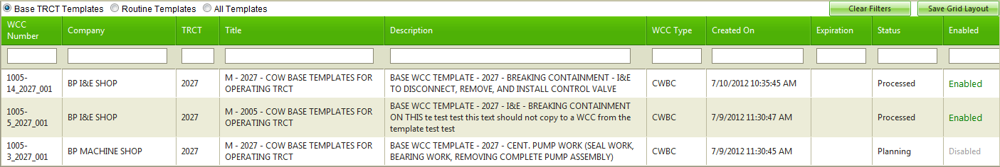 Base TRCT Templates Routine Templates All Templates Clear Filters Save Grid Layout
WCC Number Company TRCT Title Description WCC Type Created On Expiration Status Enabled
1005-14_2027_001 BP I&E SHOP 2027 M - 2027 - COW BASE TEMPLATES FOR OPERATING TRCT BASE WCC TEMPLATE - 2027 - BREAKING CONTAINMENT - I&E TO DISCONNECT, REMOVE, AND INSTALL CONTROL VALVE CWBC 7/10/2012 10:35:45 AM Processed Enabled
1005-5_2027_001 BP I&E SHOP 2027 M - 2005 - COW BASE TEMPLATES FOR OPERATING TRCT BASE WCC TEMPLATE - 2027 - I&E - BREAKING CONTAINMENT ON THIS te test test this text should not copy to a WCC from the template test test CWBC 7/9/2012 11:30:47 AM Processed Enabled
1005-3_2027_001 BP MACHINE SHOP 2027 M - 2027 - COW BASE TEMPLATES FOR OPERATING TRCT BASE WCC TEMPLATE - 2027 - CENT. PUMP WORK (SEAL WORK, BEARING WORK, REMOVING COMPLETE PUMP ASSEMBLY) CWBC 7/9/2012 11:30:45 AM Planning Disabled